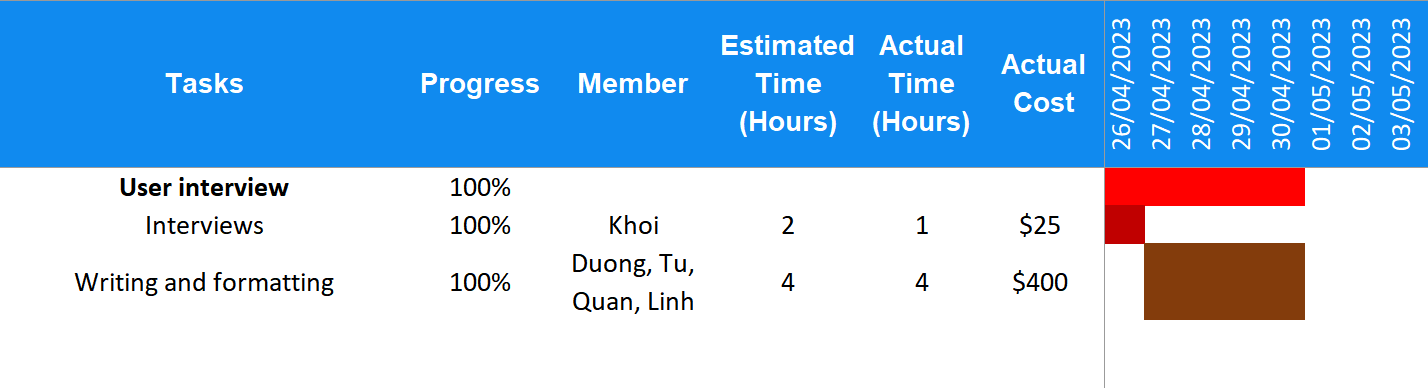 Tasks Progress Member Estimated Time (Hours) Actual Time (Hours) Actual Cost 26/04/2023 27/04/2023 28/04/2023 29/04/2023 30/04/2023 01/05/2023 02/05/2023 03/05/2023
User interview 100%
Interviews 100% Khoi 2 1 $25
Writing and formatting 100% Duong, Tu, Quan, Linh 4 4 $400